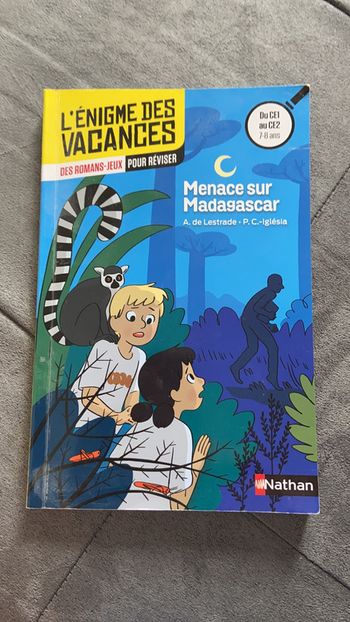 L'ÉNIGME DES
VACANCES
DES ROMANS-JEUX POUR RÉVISER
Du CE1
au CE2
7-8 ans
Menace sur
Madagascar
A. de Lestrade - P. C.-Iglésia
Nathan